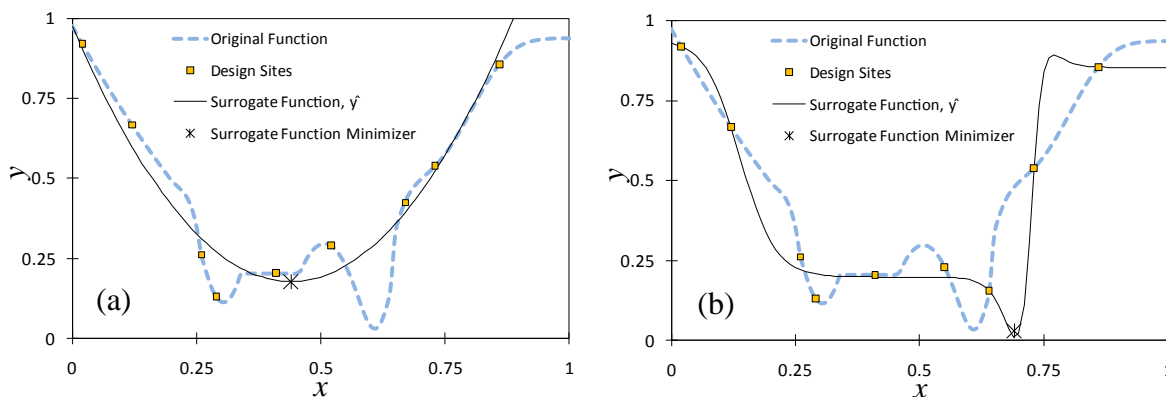 1
0.75
0.5
0.25
0
y
Original Function
Design Sites
Surrogate Function, ŷ
Surrogate Function Minimizer
(a)
0 0.25 0.5 0.75 1
x
1
0.75
0.5
0.25
0
y
Original Function
Design Sites
Surrogate Function, ŷ
Surrogate Function Minimizer
(b)
0 0.25 0.5 0.75 1
x